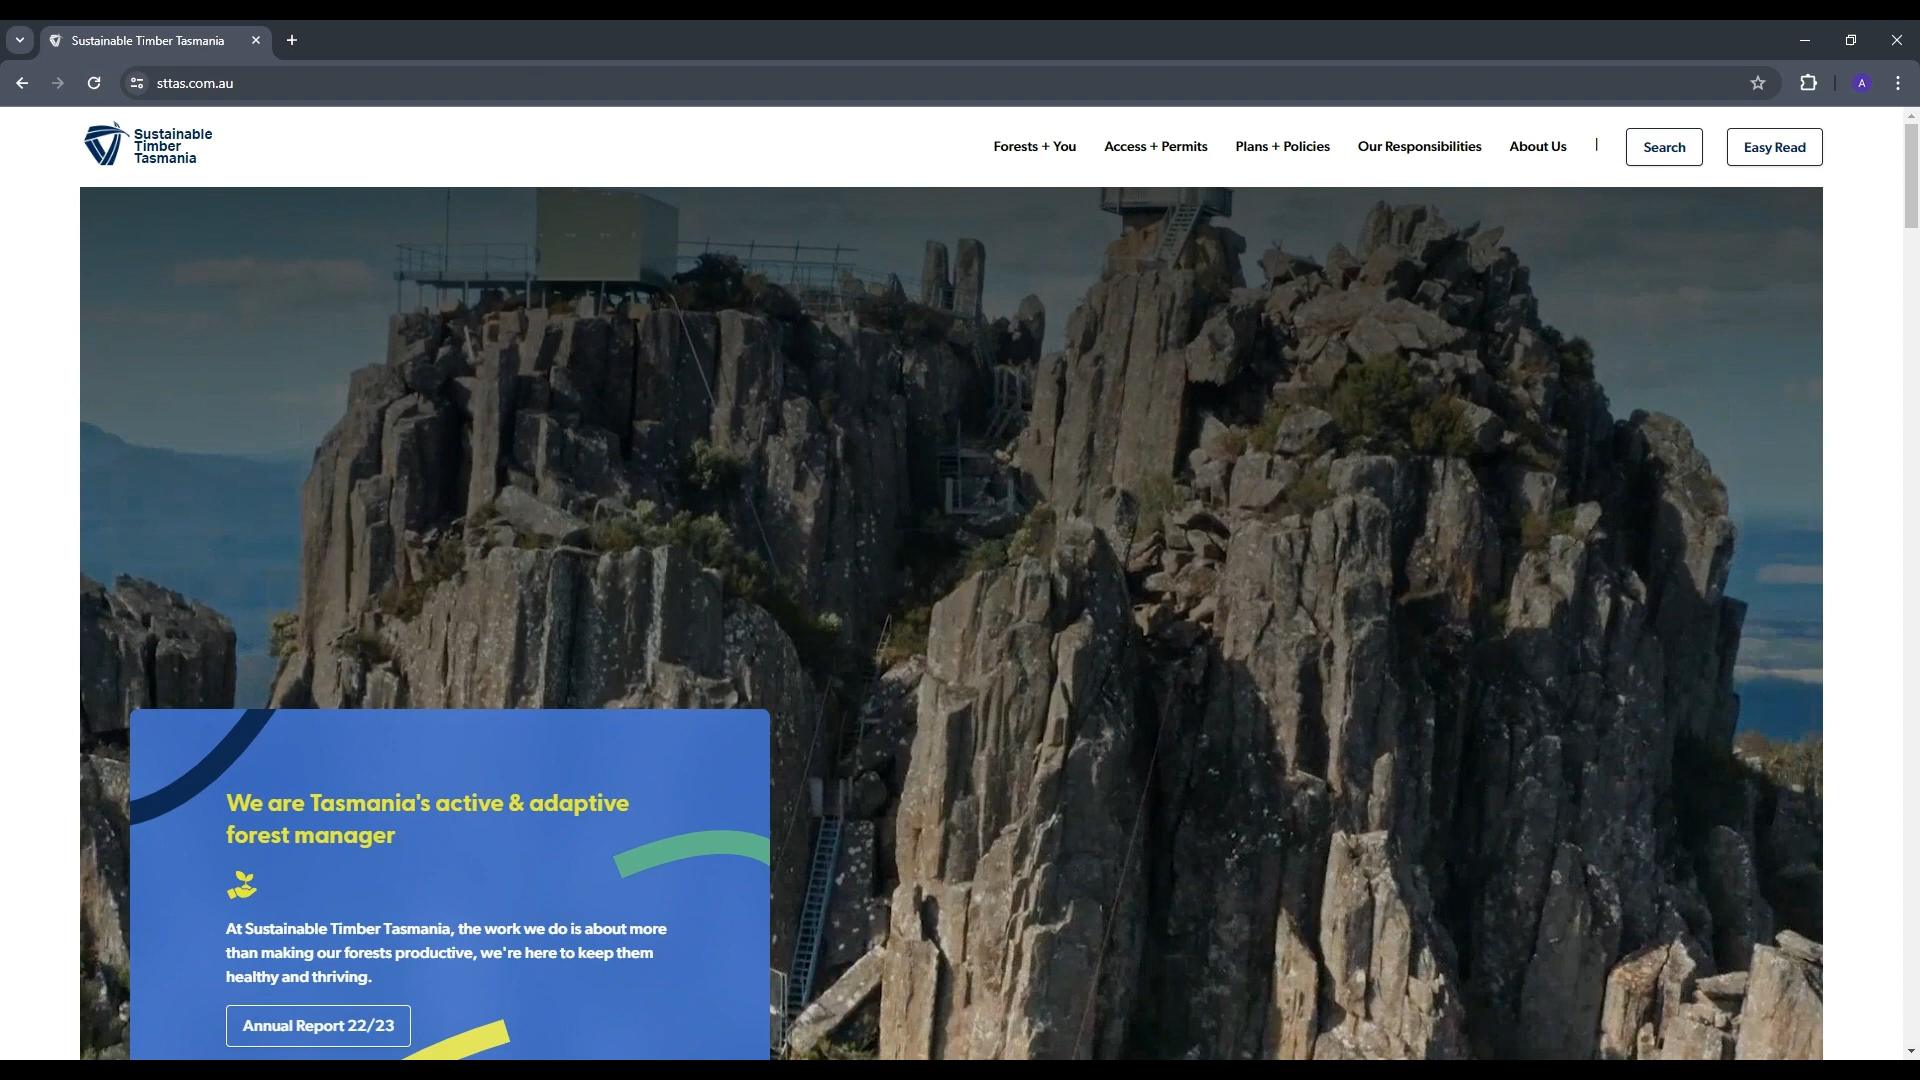 Sustainable Timber Tasmania
sttas.com.au
A
Sustainable
Timber
Tasmania
Forests + You
Access + Permits
Plans + Policies
Our Responsibilities
About Us
Search
Easy Read
We are Tasmania's active & adaptive
forest manager
At Sustainable Timber Tasmania, the work we do is about more
than making our forests productive, we're here to keep them
healthy and thriving.
Annual Report 22/23